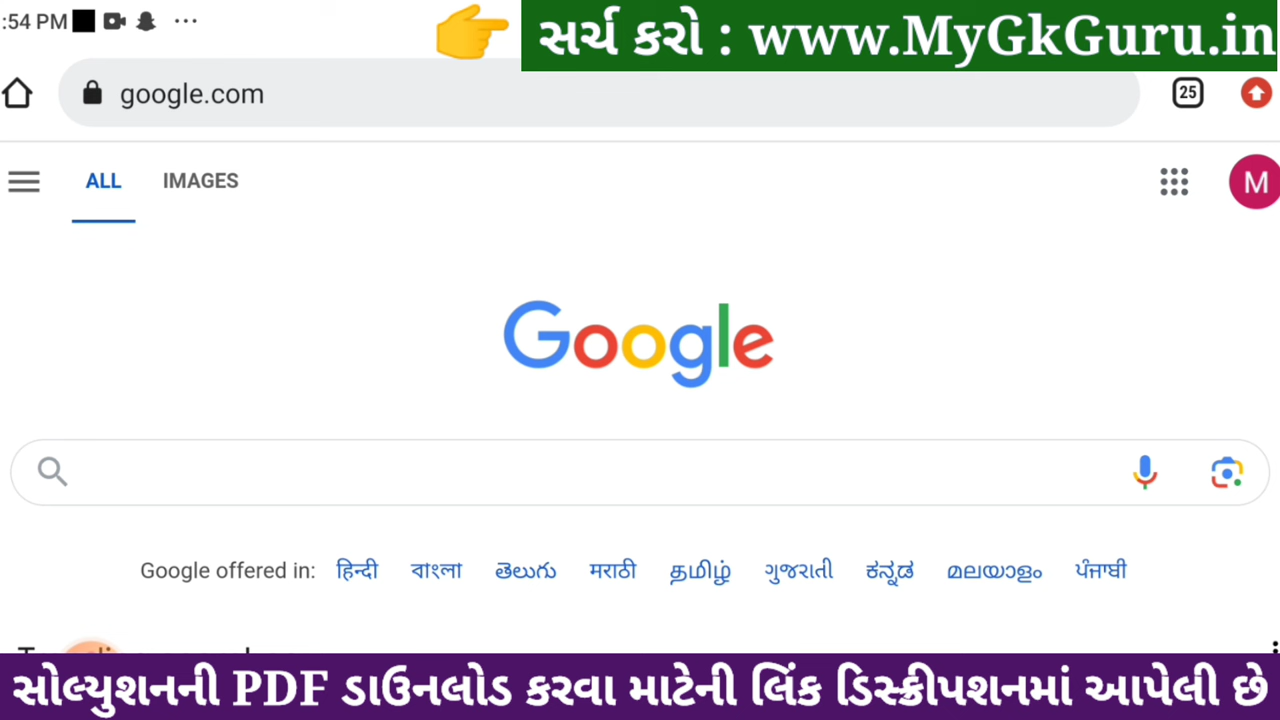 :54 PM
સર્ચ કરો : www.MyGkGuru.in
google.com
25
ALL IMAGES
M
Google
Google offered in: हिन्दी বাংলা తెలుగు मराठी தமிழ் ગુજરાતી ಕನ್ನಡ മലയാളം ਪੰਜਾਬੀ
સોલ્યુશનની PDF ડાઉનલોડ કરવા માટેની લિંક ડિસ્ક્રીપશનમાં આપેલી છે